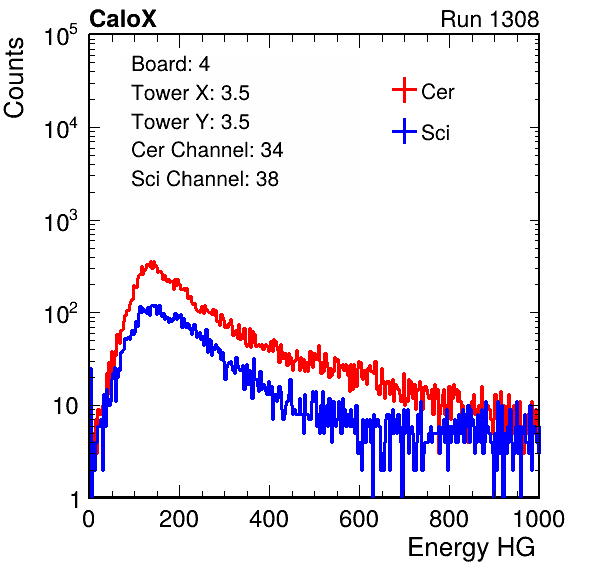 CaloX Run 1308
Counts
10^5
10^4
10^3
10^2
10
1
Board: 4
Tower X: 3.5
Tower Y: 3.5
Cer Channel: 34
Sci Channel: 38
Cer
Sci
0 200 400 600 800 1000
Energy HG